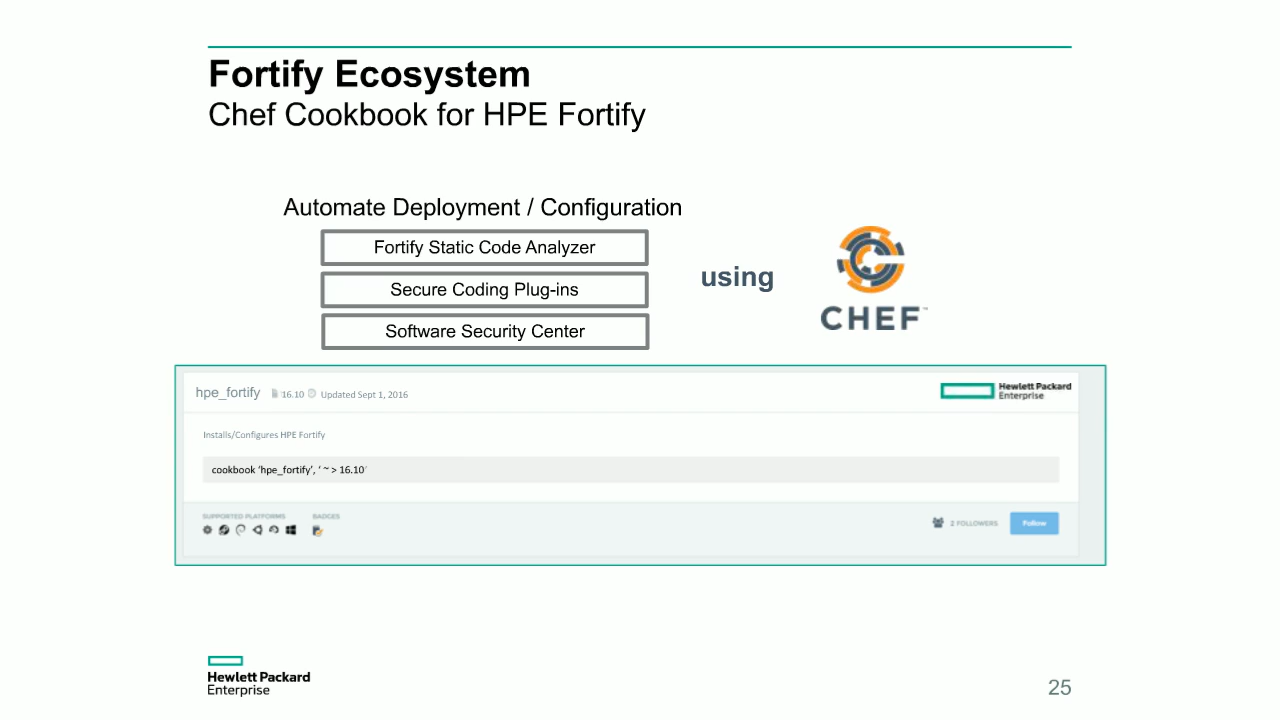 Fortify Ecosystem
Chef Cookbook for HPE Fortify
Automate Deployment / Configuration
Fortify Static Code Analyzer
Secure Coding Plug-ins
Software Security Center
using
CHEF™
hpe_fortify 16.10 Updated Sept 1, 2016
Hewlett Packard
Enterprise
Installs/Configures HPE Fortify
cookbook ‘hpe_fortify’, ‘ ~ > 16.10′
SUPPORTED PLATFORMS BADGES
2 FOLLOWERS Follow
Hewlett Packard
Enterprise
25